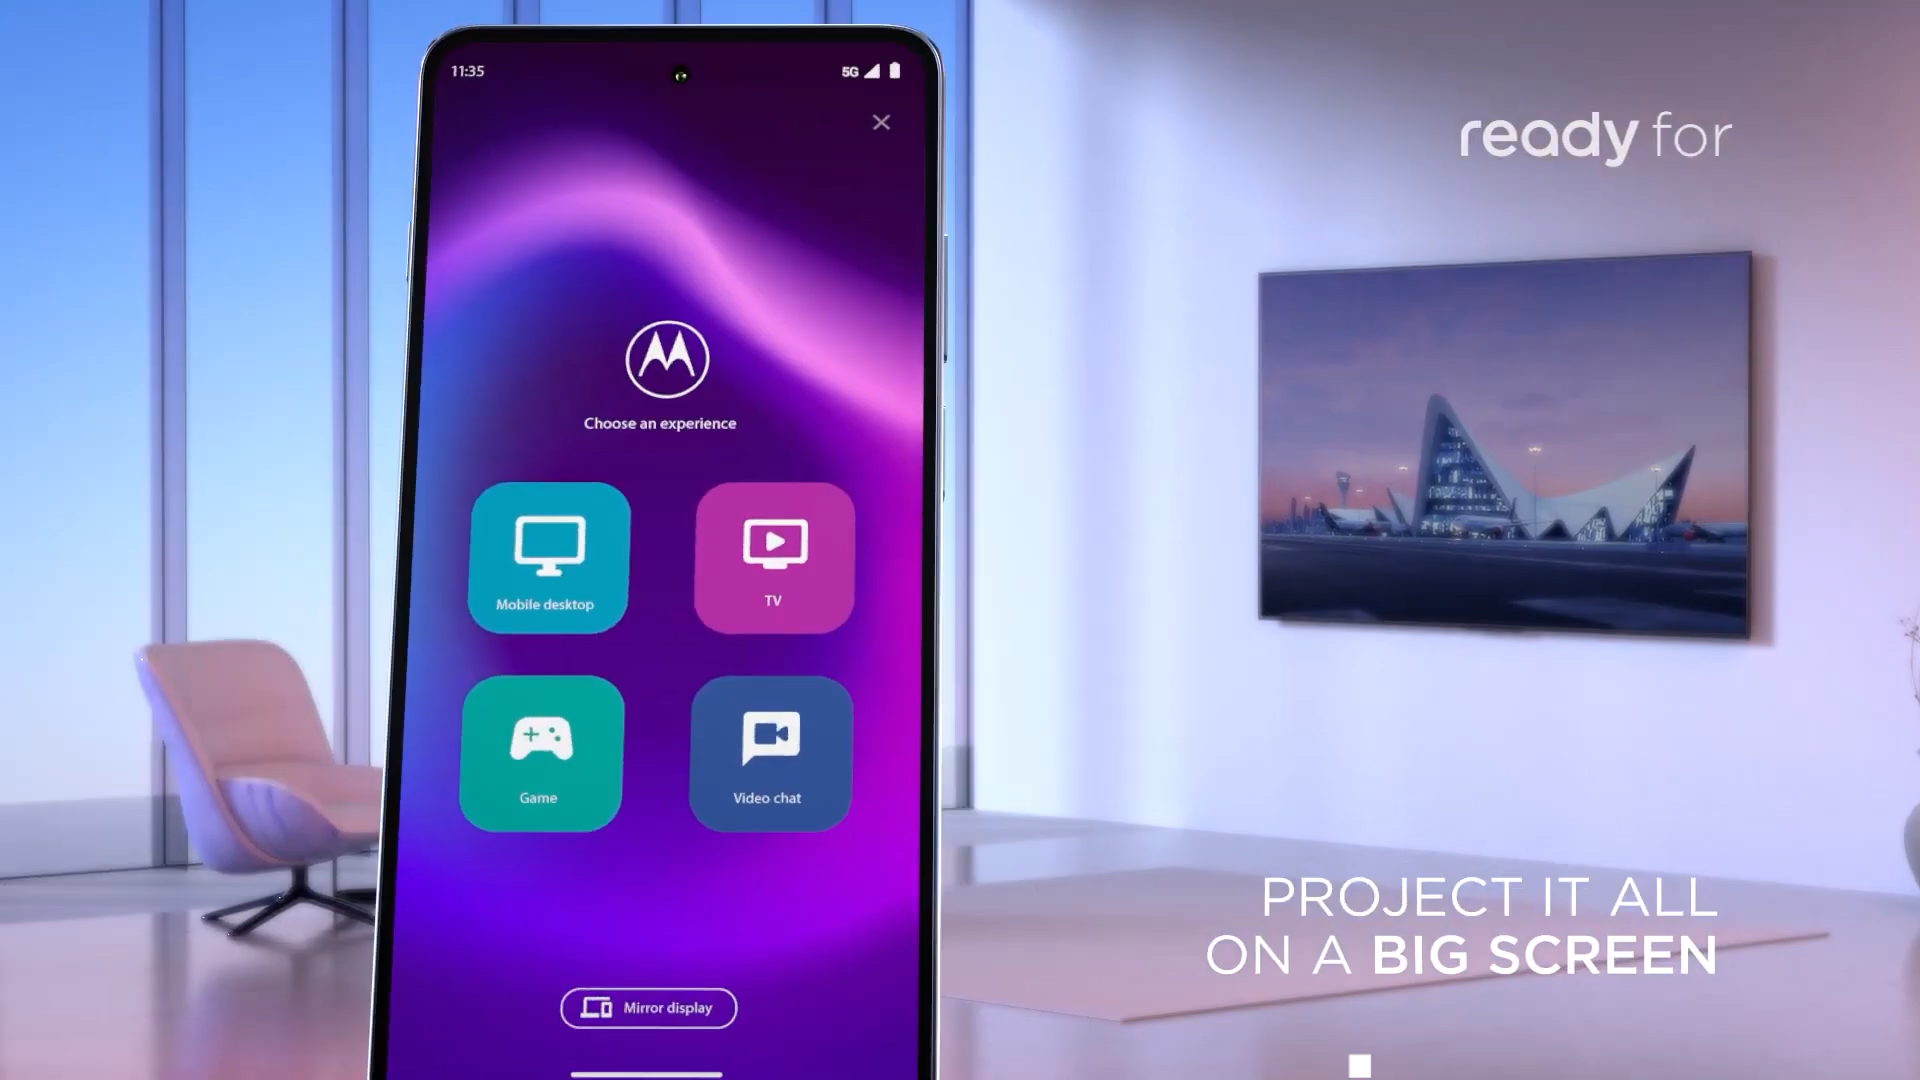 11:35
5G
ready for
Choose an experience
Mobile desktop
TV
Game
Video chat
Mirror display
PROJECT IT ALL
ON A BIG SCREEN